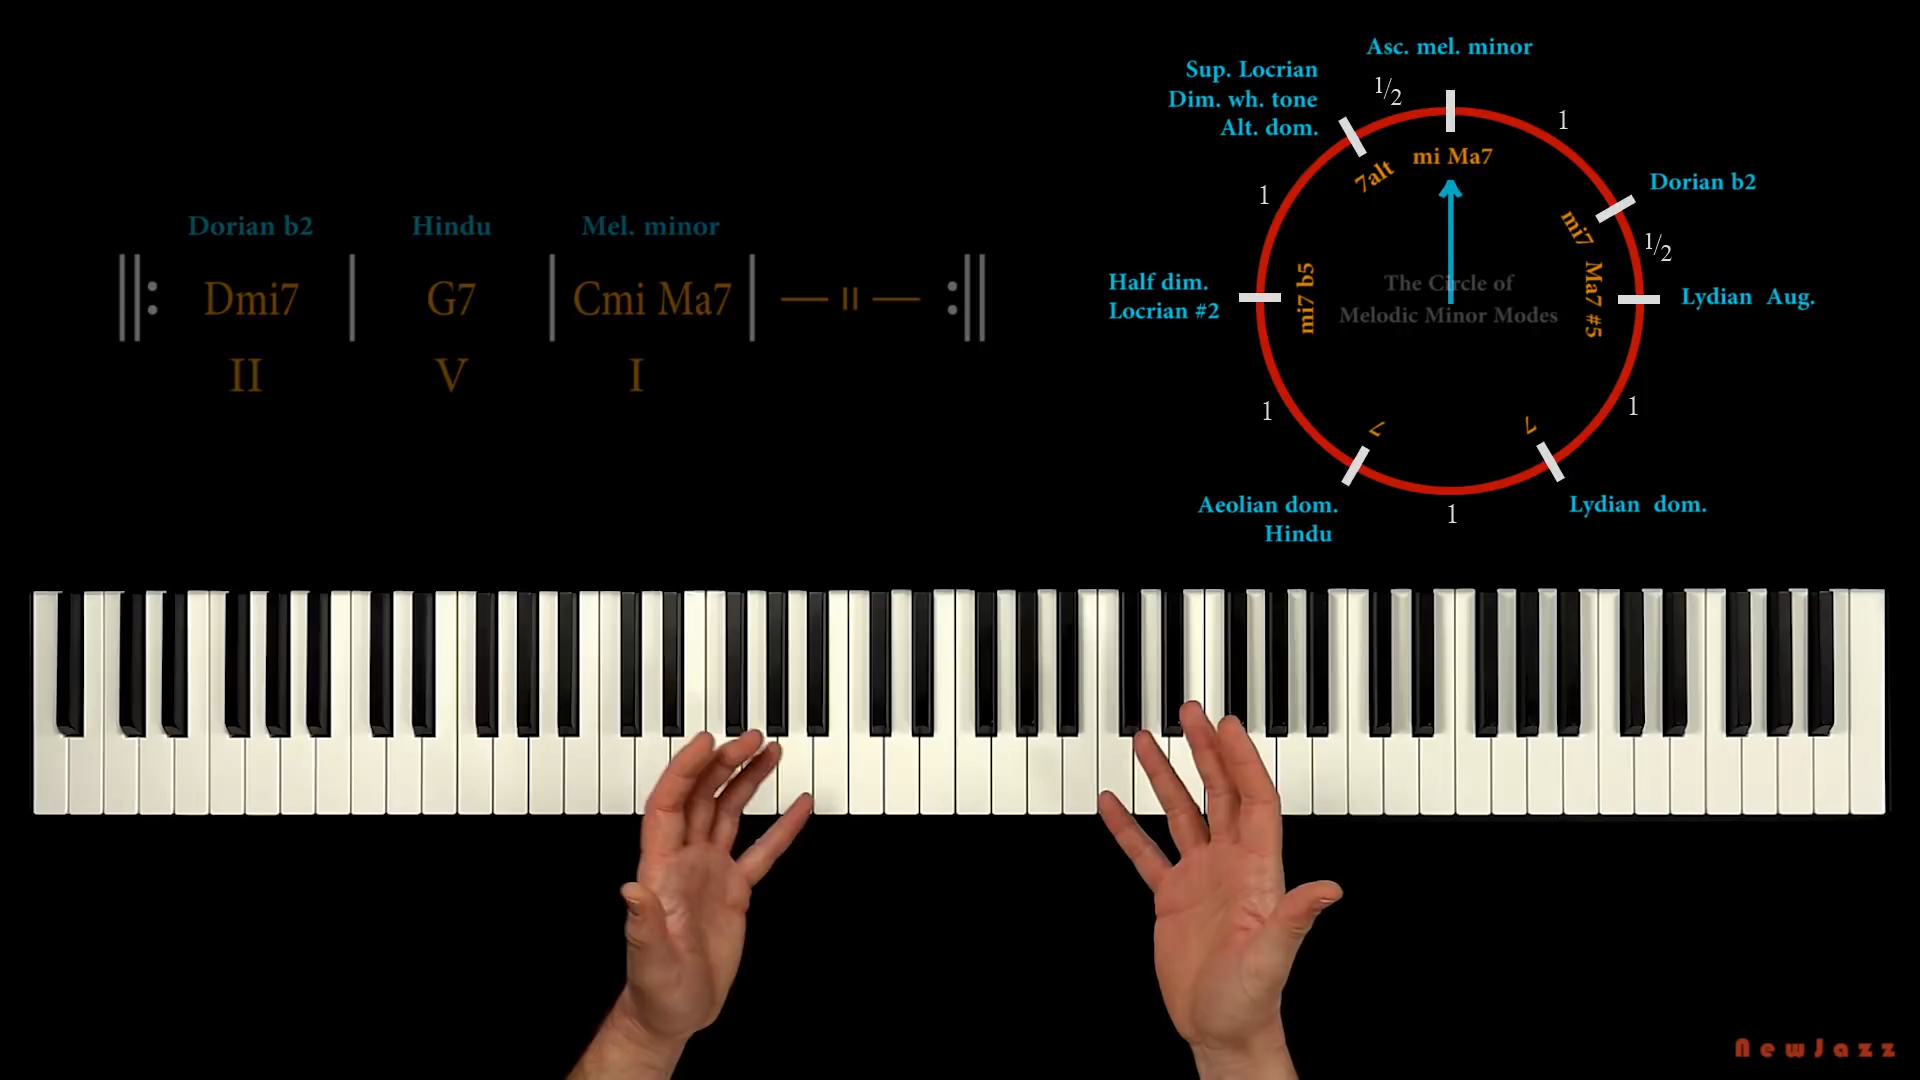 Dorian b2
Hindu
Mel. minor
Dmi7
G7
Cmi Ma7
II
V
I
Asc. mel. minor
Sup. Locrian
Dim. wh. tone
Alt. dom.
1/2
1
7alt
mi Ma7
Dorian b2
1
mi7
1/2
Half dim.
Locrian #2
mi7 b5
The Circle of
Melodic Minor Modes
Ma7 #5
Lydian Aug.
1
1
7
7
Aeolian dom.
Hindu
1
Lydian dom.
NewJazz